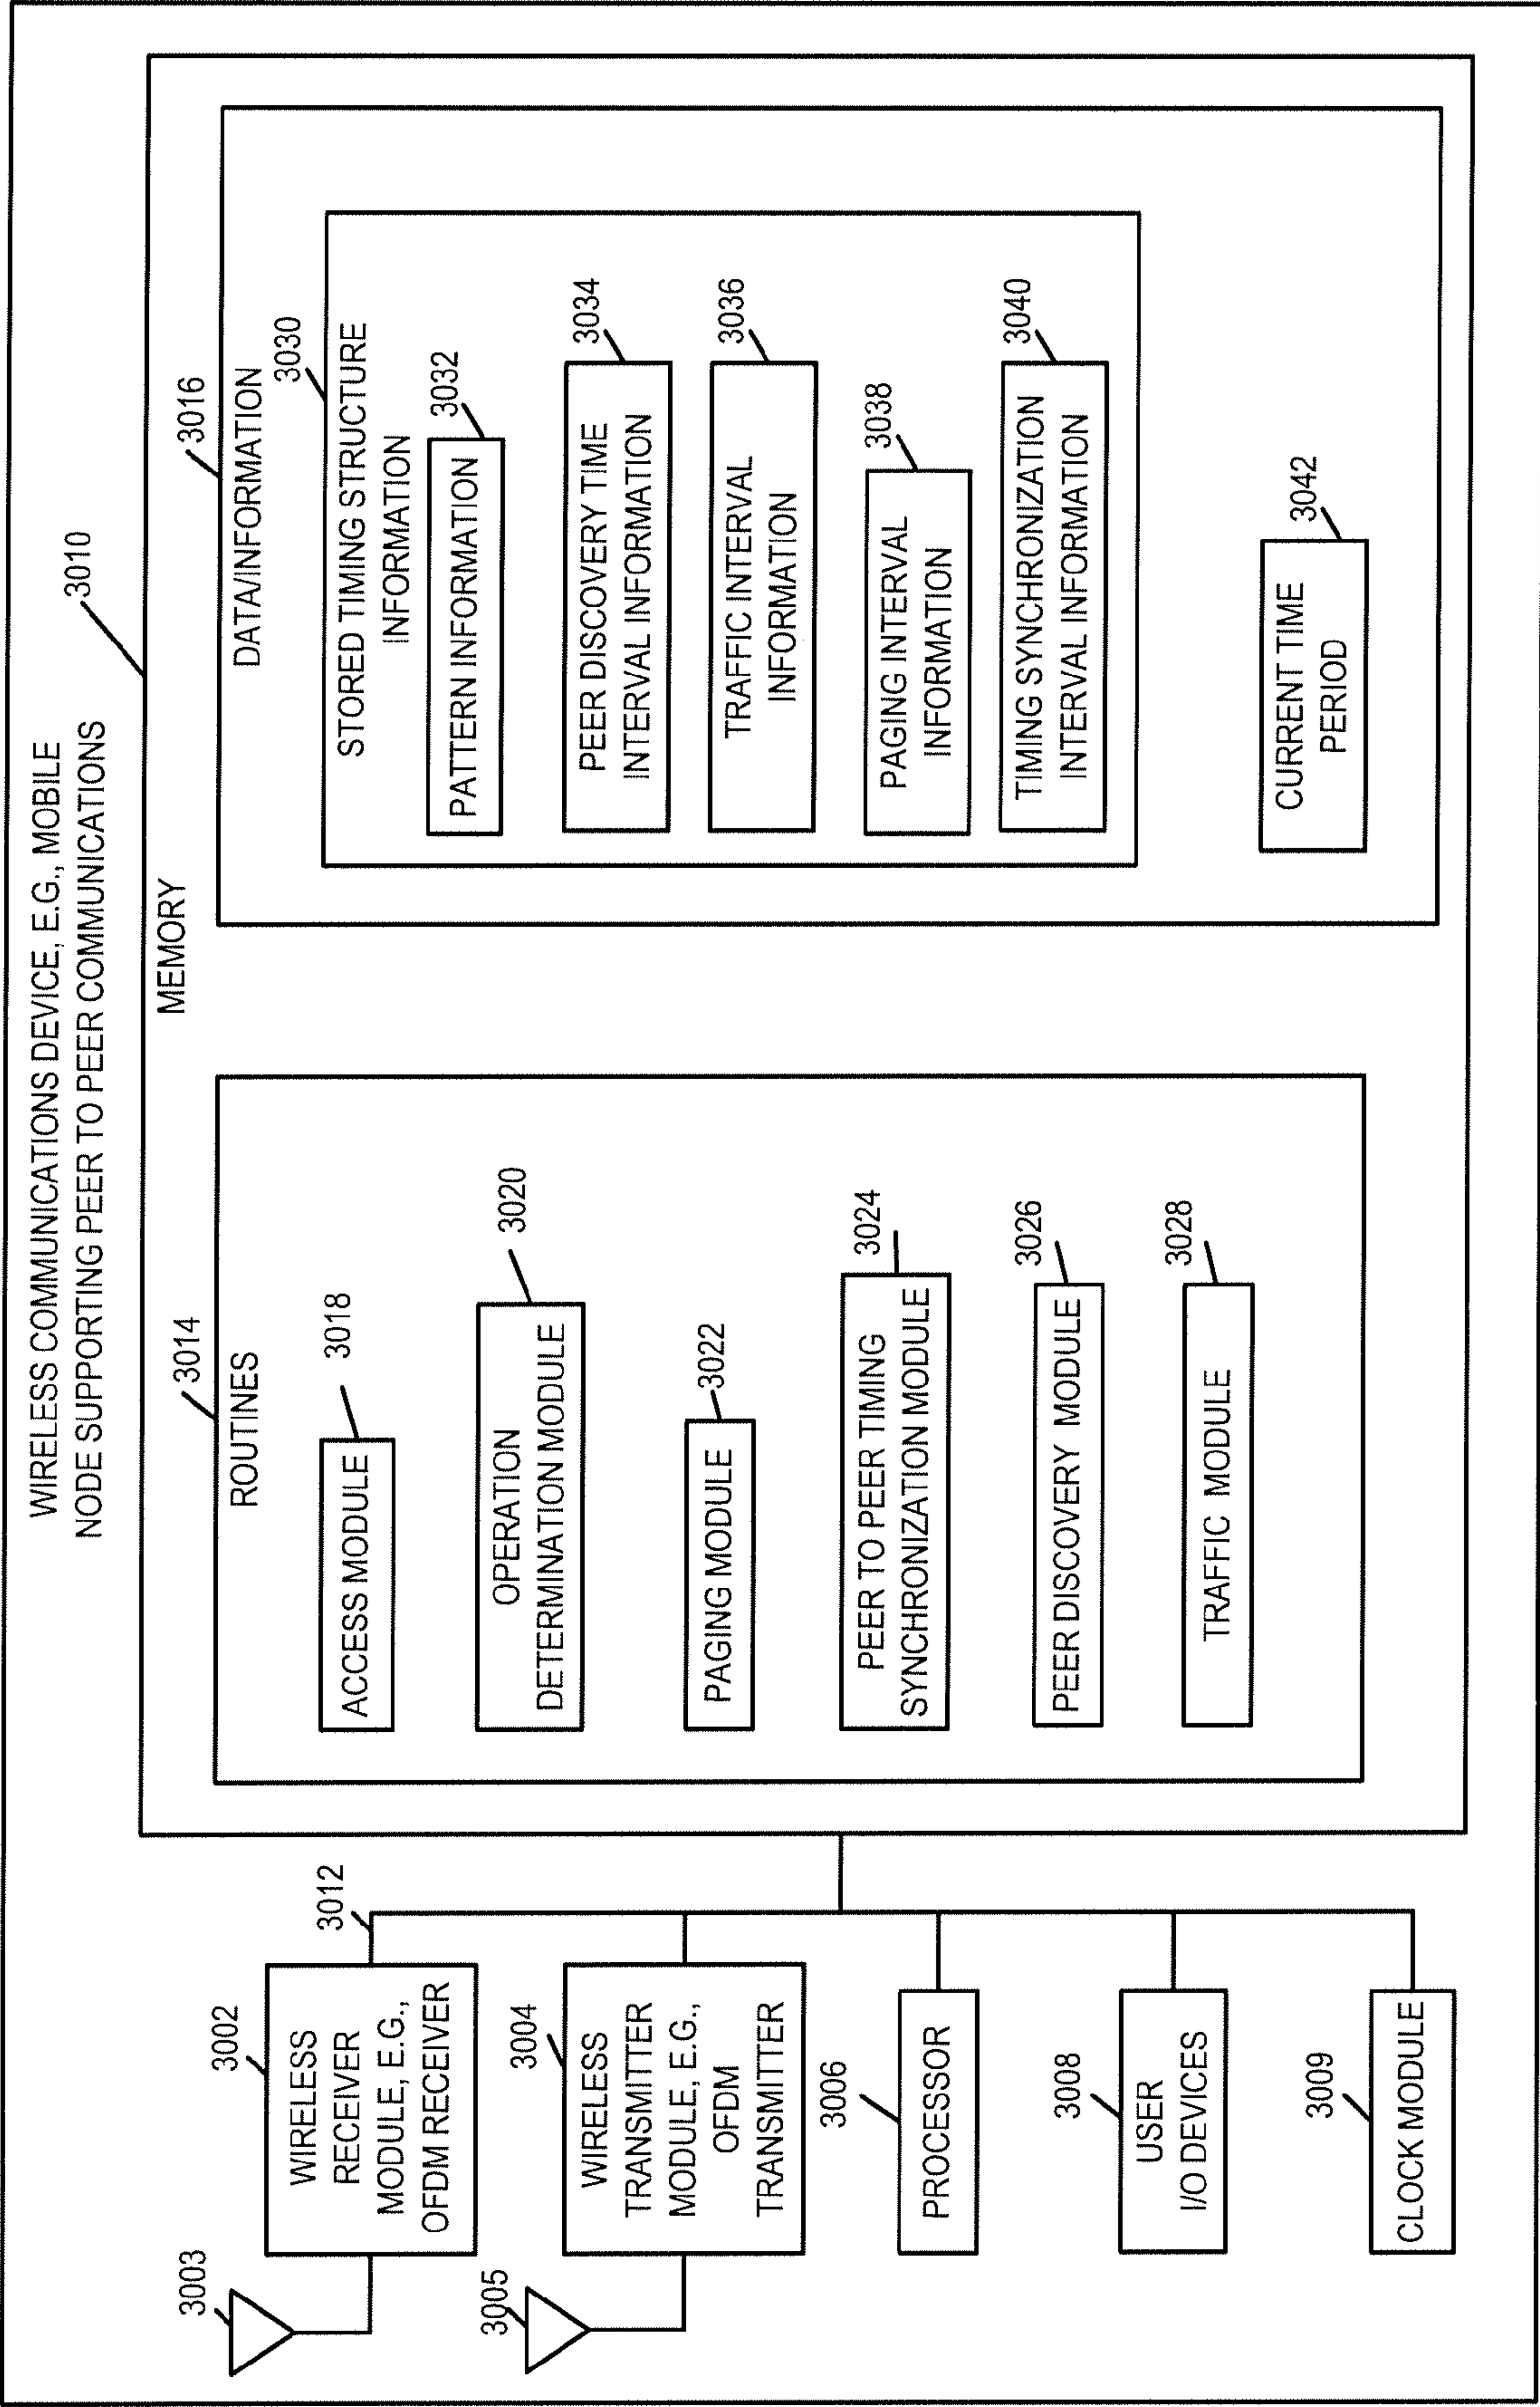 WIRELESS COMMUNICATIONS DEVICE, E.G., MOBILE
NODE SUPPORTING PEER TO PEER COMMUNICATIONS
3010
3003
3002
WIRELESS
RECEIVER
MODULE, E.G.,
OFDM RECEIVER
3012
3005
3004
WIRELESS
TRANSMITTER
MODULE, E.G.,
OFDM
TRANSMITTER
3006
PROCESSOR
3008
USER
I/O DEVICES
3009
CLOCK MODULE
MEMORY
3014
ROUTINES
3018
ACCESS MODULE
3020
OPERATION
DETERMINATION MODULE
3022
PAGING MODULE
3024
PEER TO PEER TIMING
SYNCHRONIZATION MODULE
3026
PEER DISCOVERY MODULE
3028
TRAFFIC MODULE
3016
DATA/INFORMATION
3030
STORED TIMING STRUCTURE
INFORMATION
3032
PATTERN INFORMATION
3034
PEER DISCOVERY TIME
INTERVAL INFORMATION
3036
TRAFFIC INTERVAL
INFORMATION
3038
PAGING INTERVAL
INFORMATION
3040
TIMING SYNCHRONIZATION
INTERVAL INFORMATION
3042
CURRENT TIME
PERIOD